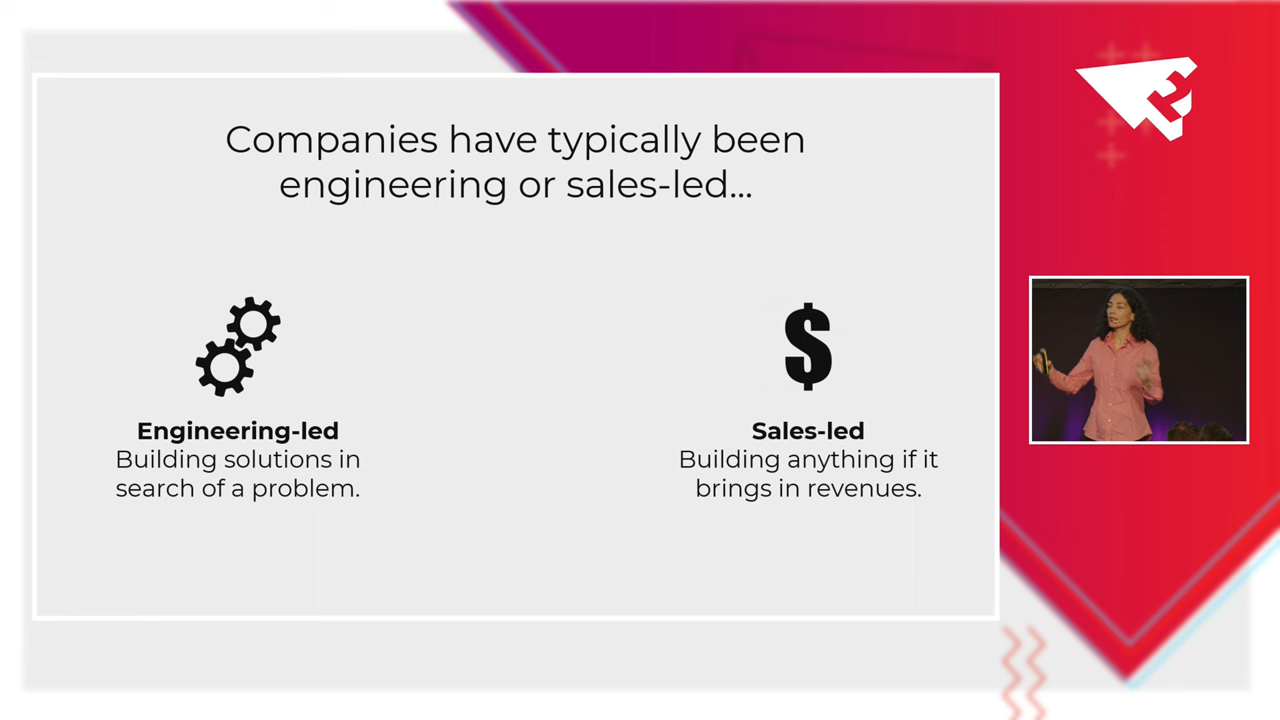 Companies have typically been
engineering or sales-led...
Engineering-led
Building solutions in
search of a problem.
Sales-led
Building anything if it
brings in revenues.